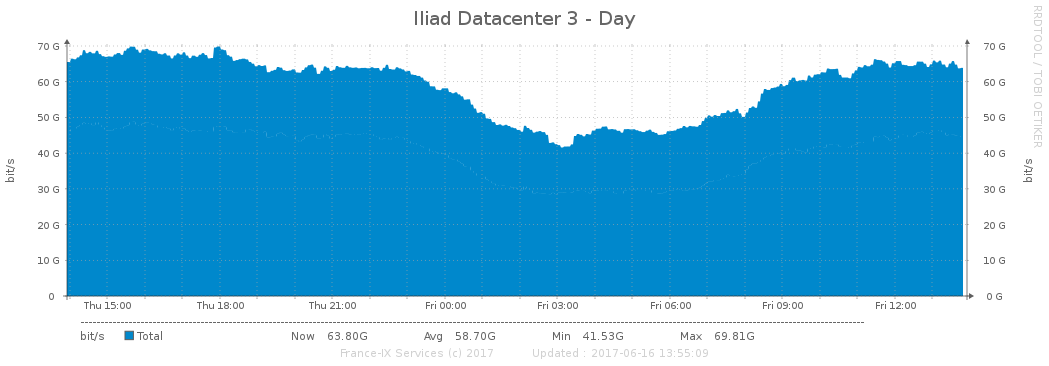 Iliad Datacenter 3 - Day
RRDTOOL / TOBI OETIKER
70 G 70 G
60 G 60 G
50 G 50 G
40 G 40 G
30 G 30 G
20 G 20 G
10 G 10 G
0 0 G
bit/s bit/s
Thu 15:00 Thu 18:00 Thu 21:00 Fri 00:00 Fri 03:00 Fri 06:00 Fri 09:00 Fri 12:00
bit/s Total Now 63.80G Avg 58.70G Min 41.53G Max 69.81G
France-IX Services (c) 2017 Updated : 2017-06-16 13:55:09